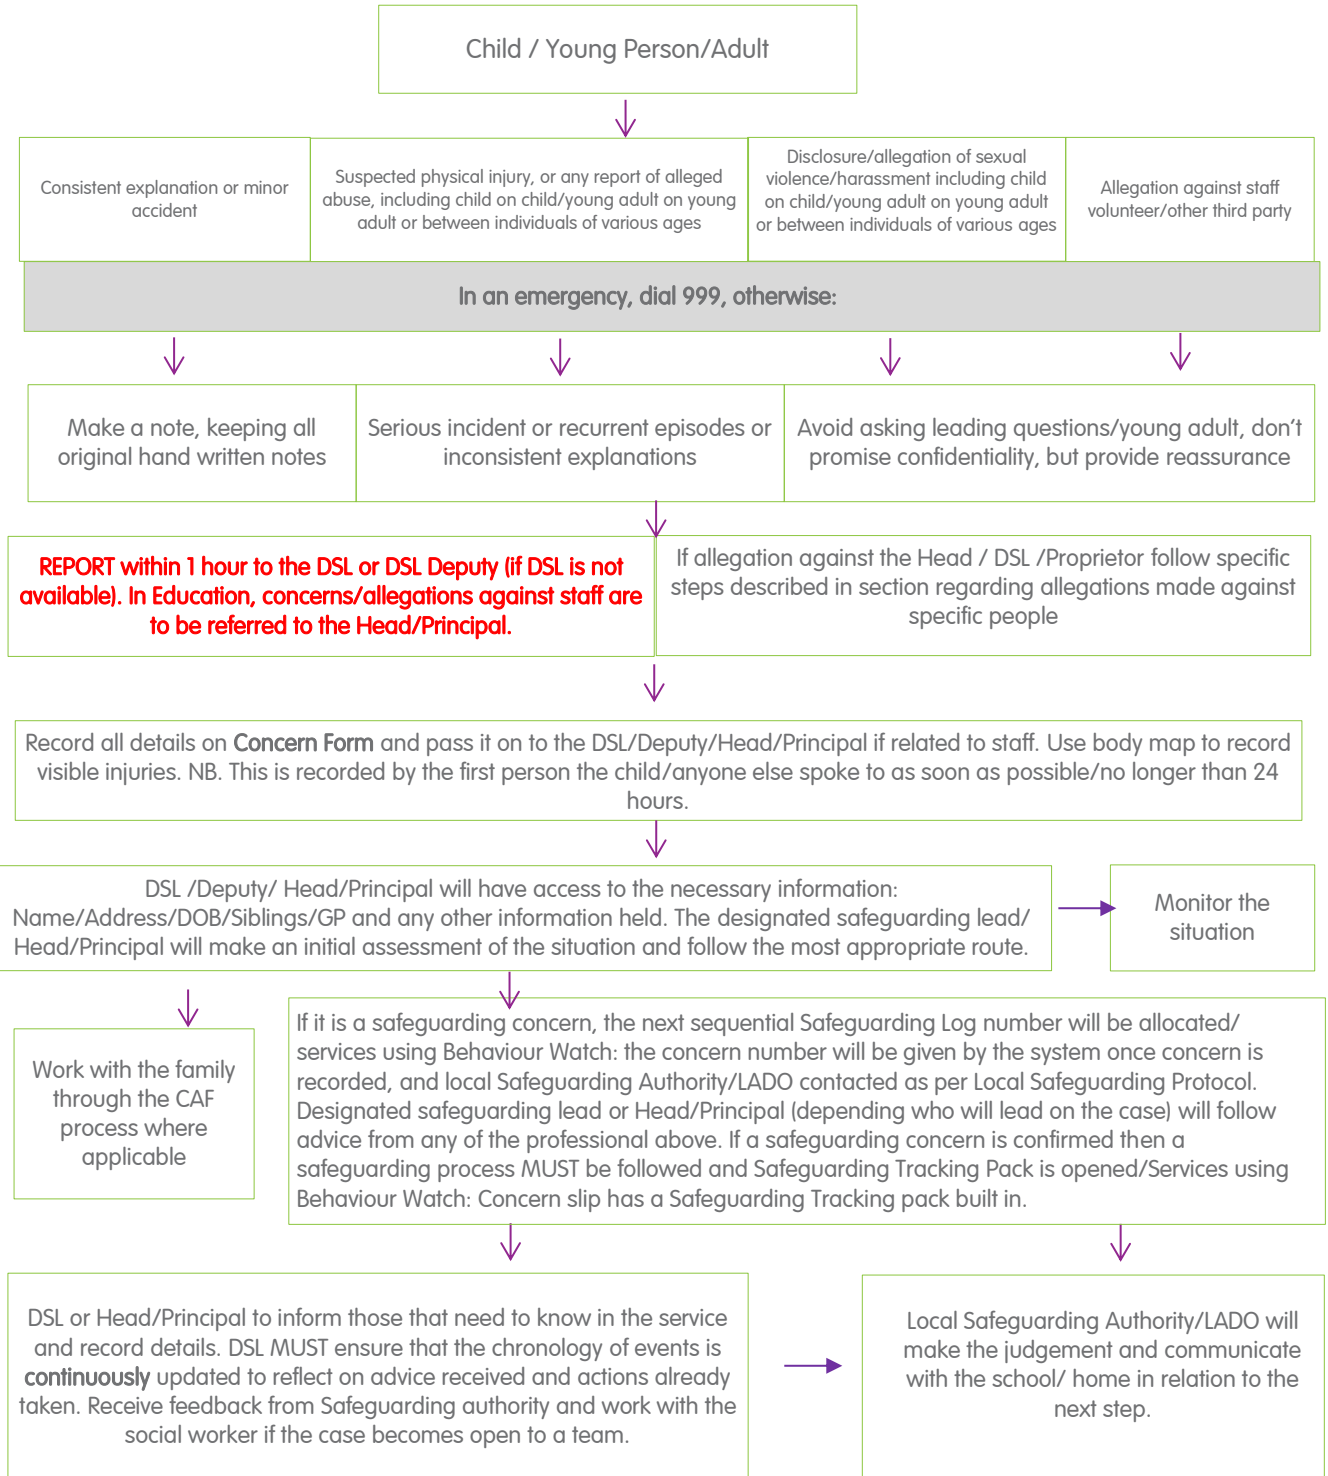 Child / Young Person/Adult
Consistent explanation or minor
accident
Suspected physical injury, or any report of alleged
abuse, including child on child/young adult on young
adult or between individuals of various ages
Disclosure/allegation of sexual
violence/harassment including child
on child/young adult on young adult
or between individuals of various ages
Allegation against staff
volunteer/other third party
In an emergency, dial 999, otherwise:
Make a note, keeping all
original hand written notes
Serious incident or recurrent episodes or
inconsistent explanations
Avoid asking leading questions/young adult, don't
promise confidentiality, but provide reassurance
REPORT within 1 hour to the DSL or DSL Deputy (if DSL is not
available). In Education, concerns/allegations against staff are
to be referred to the Head/Principal.
If allegation against the Head / DSL /Proprietor follow specific
steps described in section regarding allegations made against
specific people
Record all details on Concern Form and pass it on to the DSL/Deputy/Head/Principal if related to staff. Use body map to record
visible injuries. NB. This is recorded by the first person the child/anyone else spoke to as soon as possible/no longer than 24
hours.
DSL /Deputy/ Head/Principal will have access to the necessary information:
Name/Address/DOB/Siblings/GP and any other information held. The designated safeguarding lead/
Head/Principal will make an initial assessment of the situation and follow the most appropriate route.
Monitor the
situation
Work with the family
through the CAF
process where
applicable
If it is a safeguarding concern, the next sequential Safeguarding Log number will be allocated/
services using Behaviour Watch: the concern number will be given by the system once concern is
recorded, and local Safeguarding Authority/LADO contacted as per Local Safeguarding Protocol.
Designated safeguarding lead or Head/Principal (depending who will lead on the case) will follow
advice from any of the professional above. If a safeguarding concern is confirmed then a
safeguarding process MUST be followed and Safeguarding Tracking Pack is opened/Services using
Behaviour Watch: Concern slip has a Safeguarding Tracking pack built in.
DSL or Head/Principal to inform those that need to know in the service
and record details. DSL MUST ensure that the chronology of events is
continuously updated to reflect on advice received and actions already
taken. Receive feedback from Safeguarding authority and work with the
social worker if the case becomes open to a team.
Local Safeguarding Authority/LADO will
make the judgement and communicate
with the school/ home in relation to the
next step.